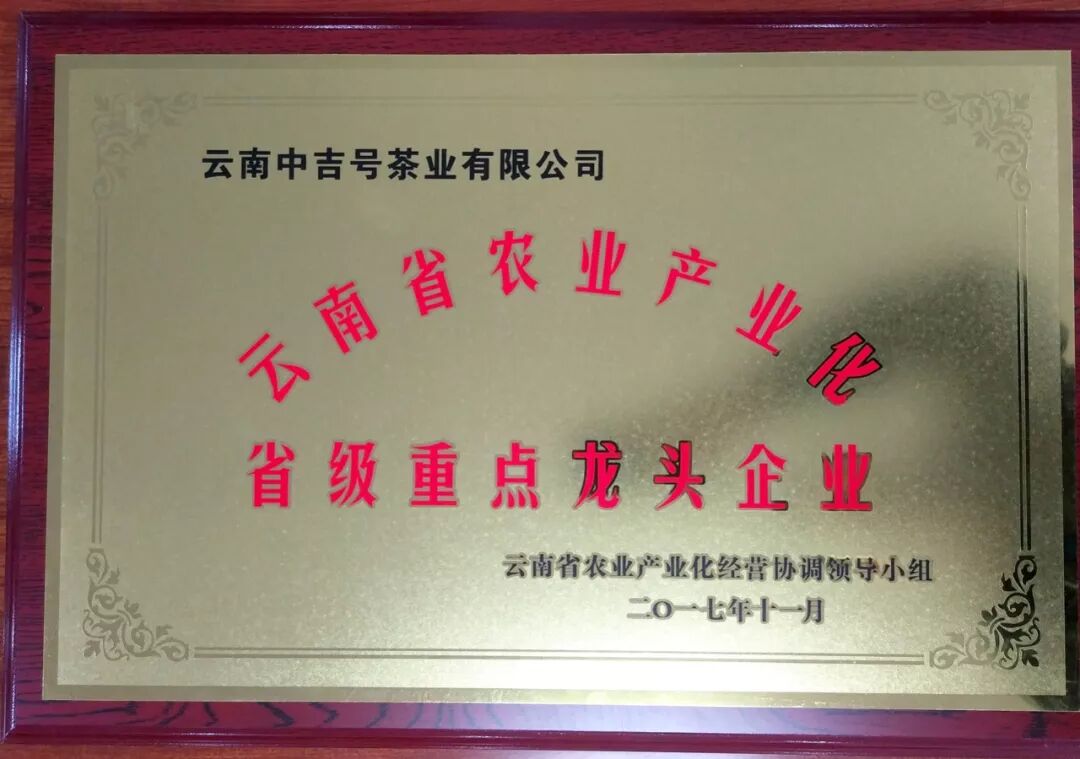 云南中吉号茶业有限公司
云南省农业产业化
省级重点龙头企业
云南省农业产业化经营协调领导小组
二〇一七年十一月